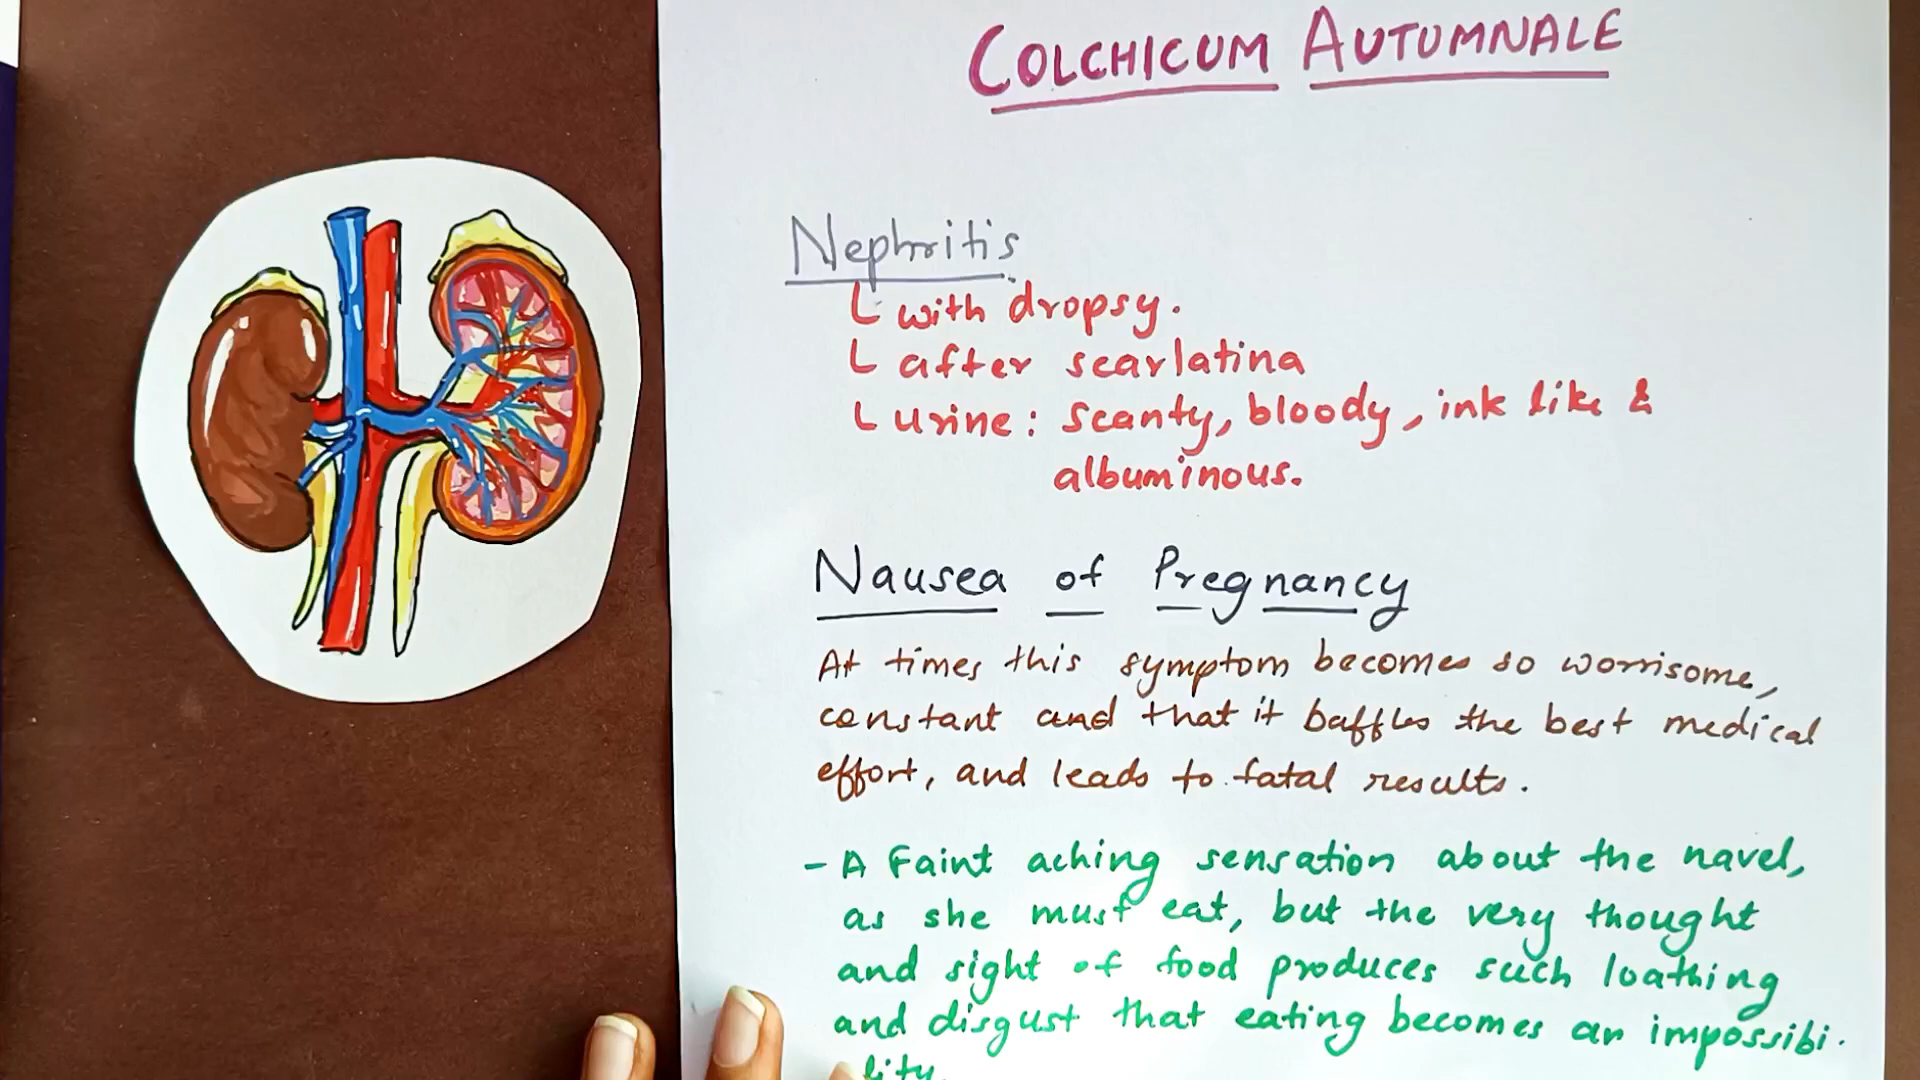 COLCHICUM AUTUMNALE
Nephritis
with dropsy.
after scarlatina
urine: scanty, bloody, ink like &
albuminous.
Nausea of Pregnancy
At times this symptom becomes so worrisome,
constant and that it baffles the best medical
effort, and leads to fatal results.
- A Faint aching sensation about the navel,
as she must eat, but the very thought
and sight of food produces such loathing
and disgust that eating becomes an impossibi.
lity.